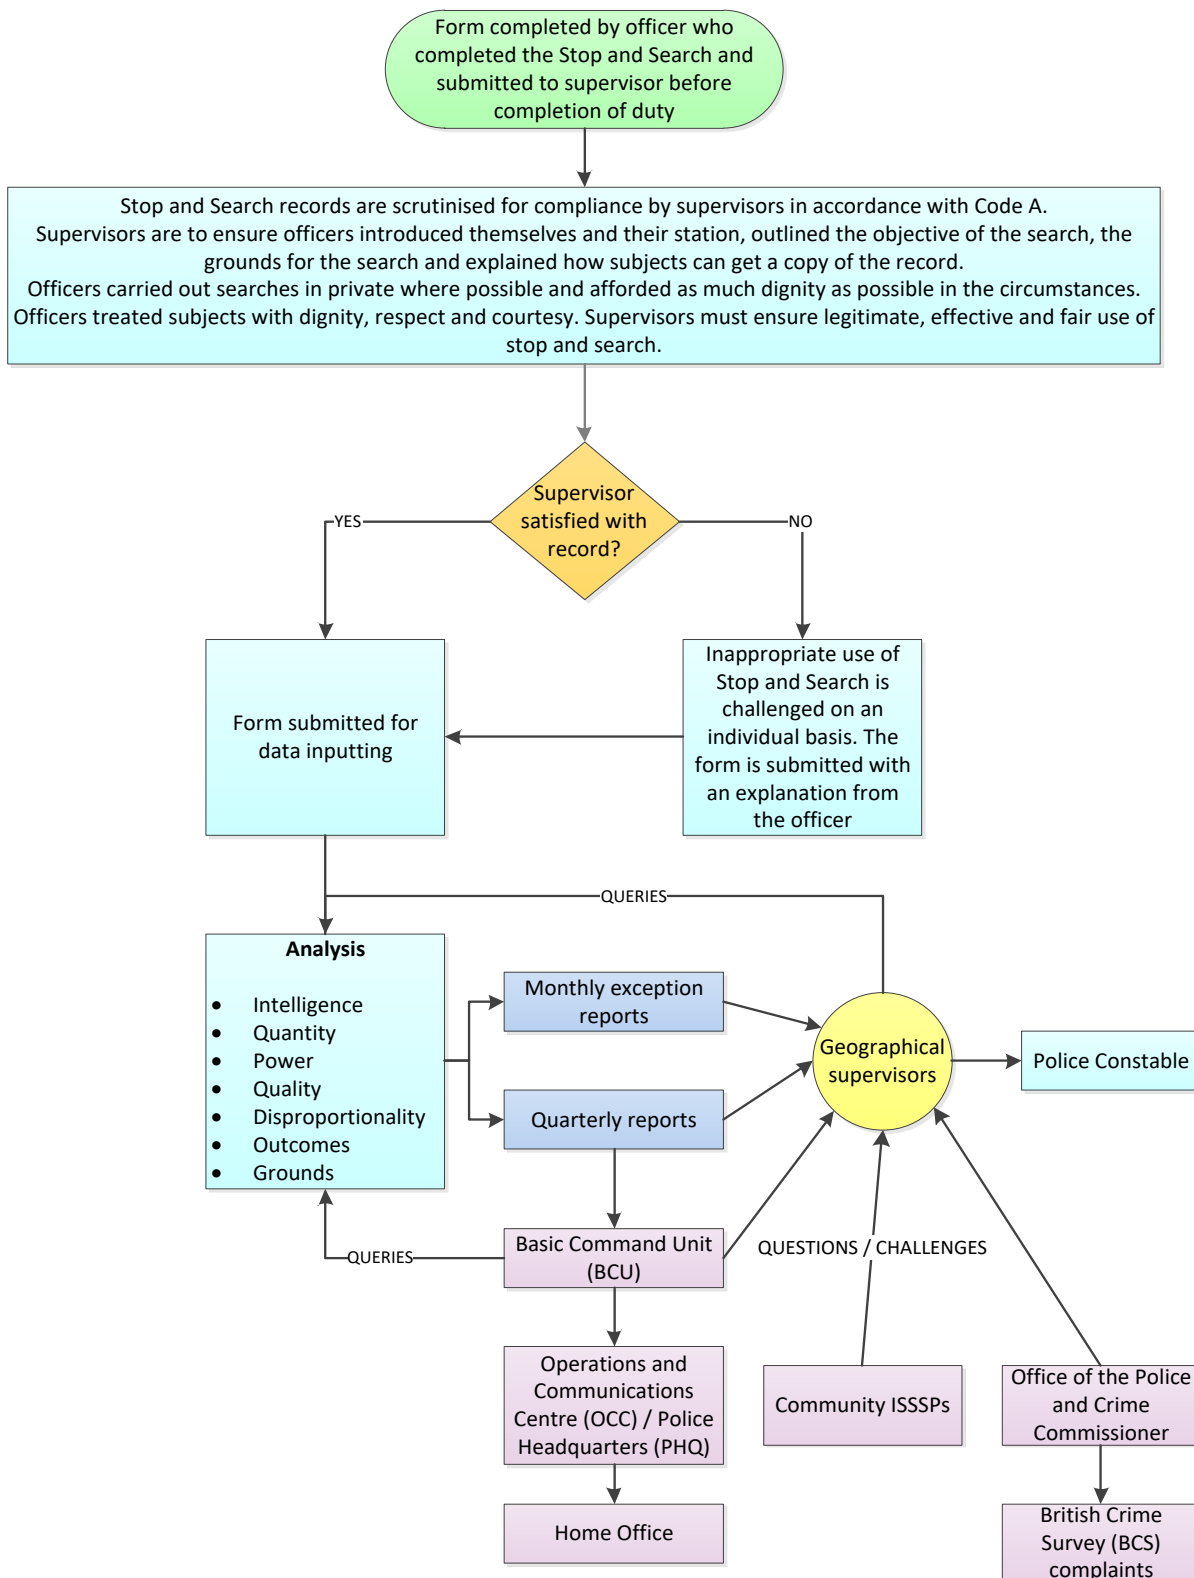 Form completed by officer who
completed the Stop and Search and
submitted to supervisor before
completion of duty
Stop and Search records are scrutinised for compliance by supervisors in accordance with Code A.
Supervisors are to ensure officers introduced themselves and their station, outlined the objective of the search, the
grounds for the search and explained how subjects can get a copy of the record.
Officers carried out searches in private where possible and afforded as much dignity as possible in the circumstances.
Officers treated subjects with dignity, respect and courtesy. Supervisors must ensure legitimate, effective and fair use of
stop and search.
Supervisor
satisfied with
record?
YES
NO
Form submitted for
data inputting
Inappropriate use of
Stop and Search is
challenged on an
individual basis. The
form is submitted with
an explanation from
the officer
QUERIES
Analysis
• Intelligence
• Quantity
• Power
• Quality
• Disproportionality
• Outcomes
• Grounds
Monthly exception
reports
Quarterly reports
Geographical
supervisors
Police Constable
QUERIES
Basic Command Unit
(BCU)
QUESTIONS / CHALLENGES
Operations and
Communications
Centre (OCC) / Police
Headquarters (PHQ)
Community ISSSPs
Office of the Police
and Crime
Commissioner
Home Office
British Crime
Survey (BCS)
complaints